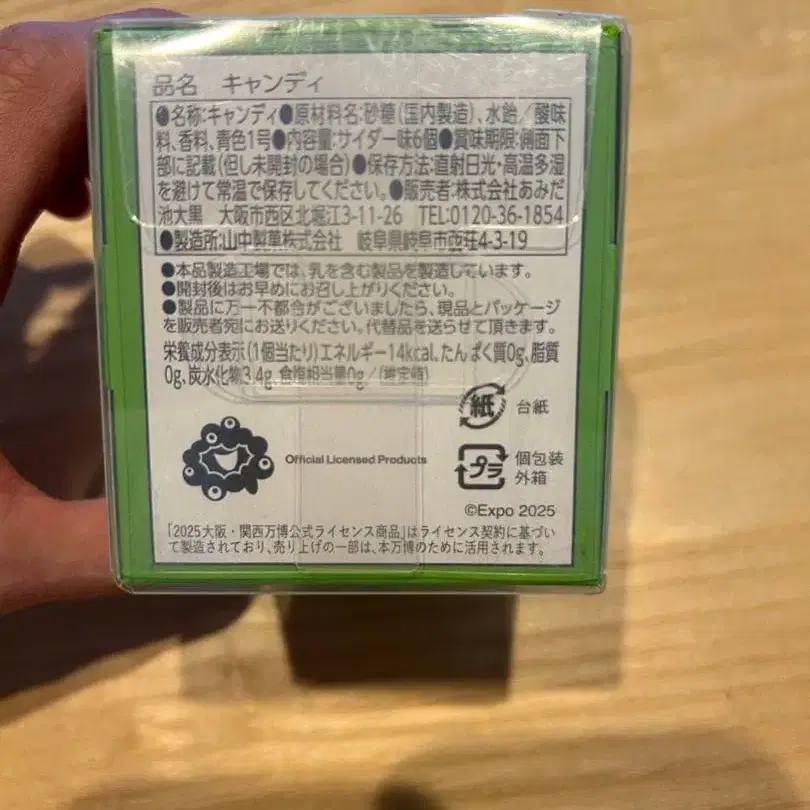 品名 キャンディ
●名称:キャンディ●原材料名:砂糖(国内製造)、水飴/酸味
料、香料、青色1号●内容量:サイダー味6個●賞味期限:側面下
部に記載(但し未開封の場合)●保存方法:直射日光・高温多湿
を避けて常温で保存してください。●販売者:株式会社あみだ
池大黒 大阪市西区北堀江3-11-26 TEL:0120-36-1854
●製造所:山中製菓株式会社 岐阜県岐阜市西荘4-3-19
●本品製造工場では、乳を含む製品を製造しています。
●開封後はお早めにお召し上がりください。
●製品に万一不都合がございましたら、現品とパッケージ
を販売者宛にお送りください。代替品を送らせて頂きます。
栄養成分表示(1個当たり)エネルギー14kcal、たんぱく質0g、脂質
0g、炭水化物3.4g、食塩相当量0g/(推定値)
紙 台紙
Official Licensed Products
プラ 個包装
外箱
©Expo 2025
「2025大阪・関西万博公式ライセンス商品」はライセンス契約に基づい
て製造されており、売り上げの一部は、本万博のために活用されます。